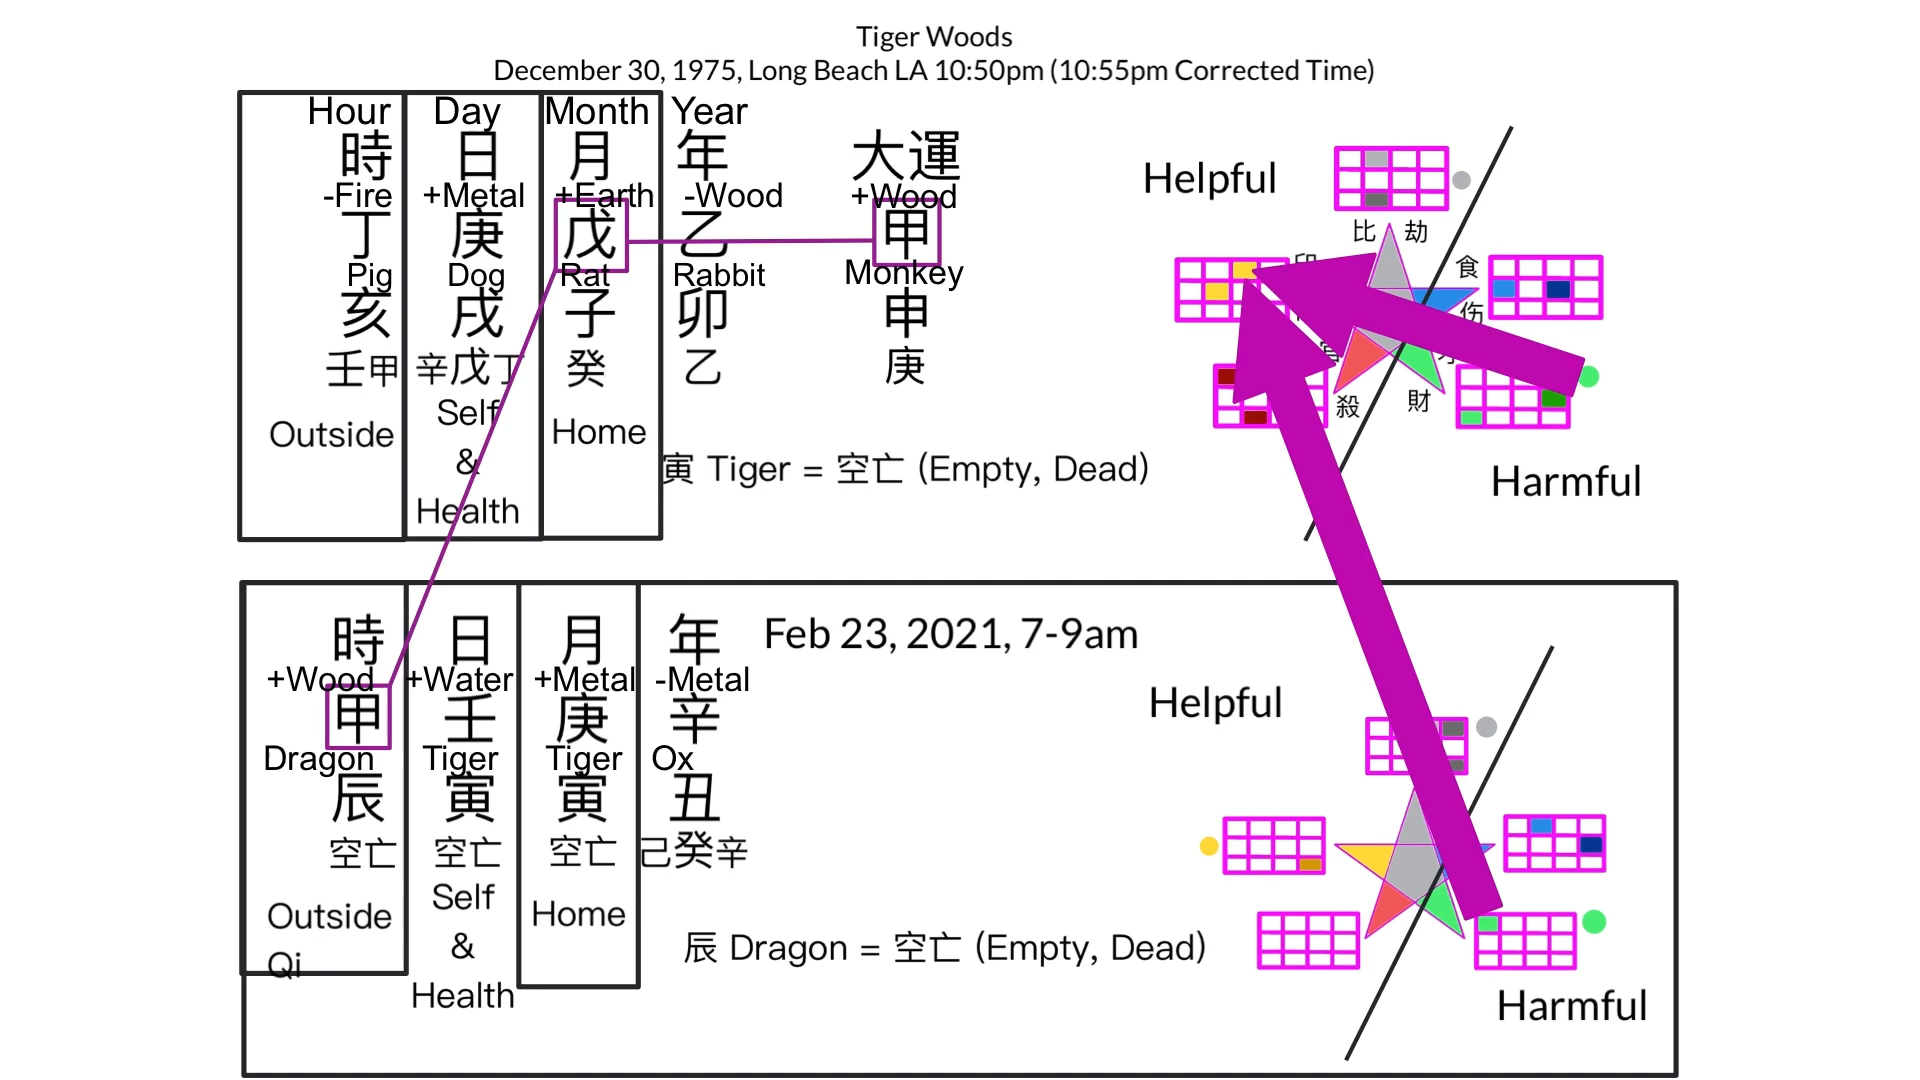 Tiger Woods
December 30, 1975, Long Beach LA 10:50pm (10:55pm Corrected Time)
Hour Day Month Year
時 日 月 年 大運
-Fire +Metal +Earth -Wood +Wood
丁 庚 戊 乙 甲
Pig Dog Rat Rabbit Monkey
亥 戌 子 卯 申
壬甲 辛戊丁 癸 乙 庚
Outside
Self
&
Health
Home
寅 Tiger = 空亡 (Empty, Dead)
Helpful
比 劫
食
伤
殺
財
Harmful
時 日 月 年
Feb 23, 2021, 7-9am
+Wood +Water +Metal -Metal
甲 壬 庚 辛
Dragon Tiger Tiger Ox
辰 寅 寅 丑
空亡 空亡 空亡 己癸辛
Outside
Qi
Self
&
Health
Home
辰 Dragon = 空亡 (Empty, Dead)
Helpful
Harmful